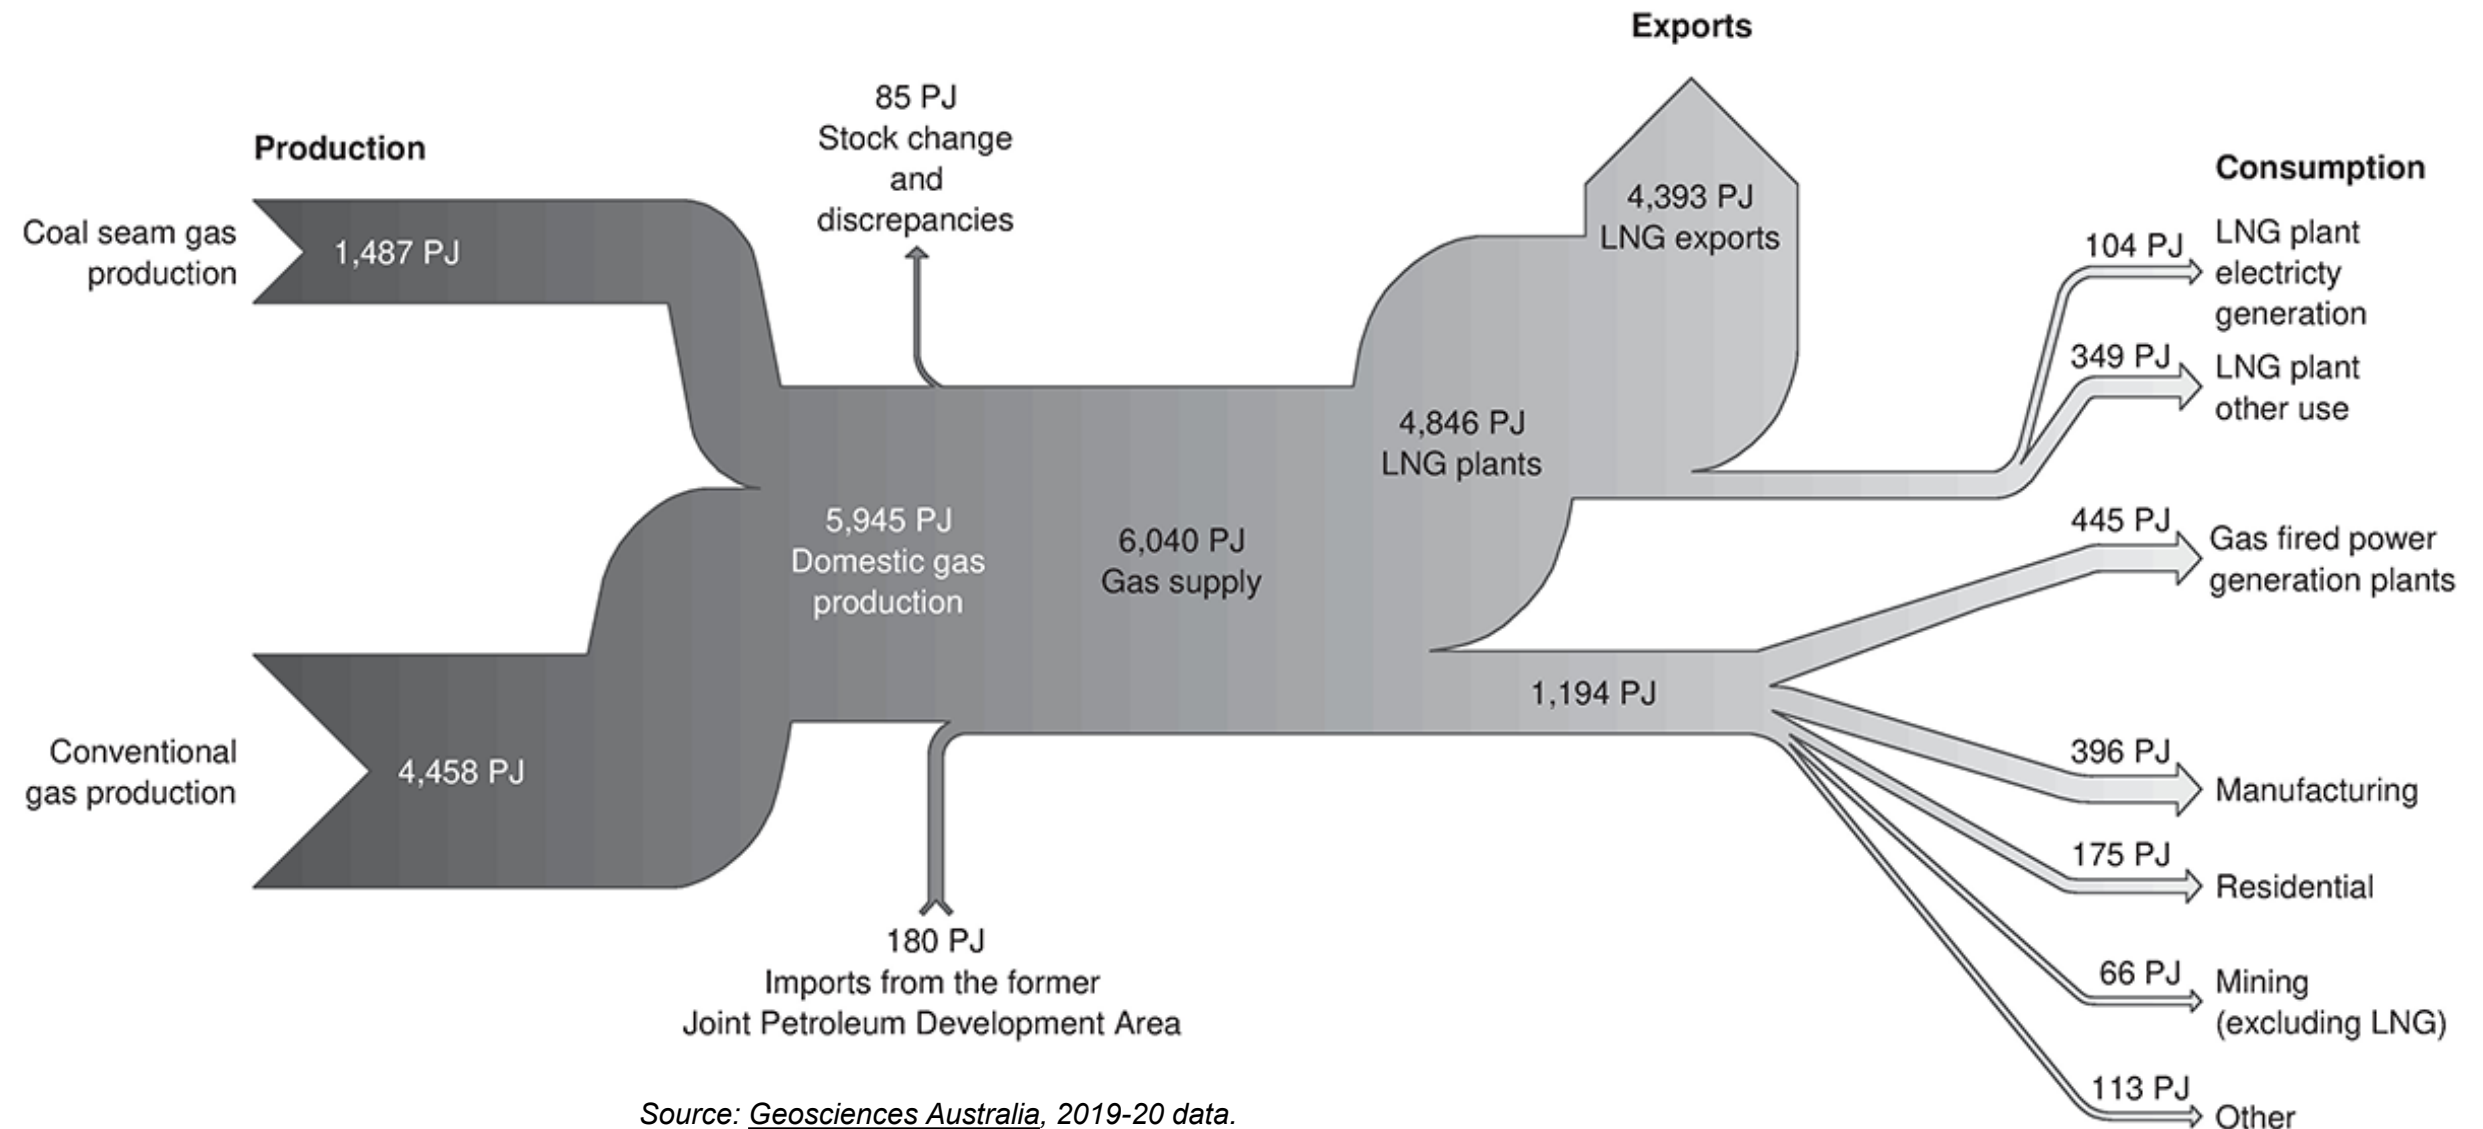 Exports
Production
Consumption
Coal seam gas
production
1,487 PJ
85 PJ
Stock change
and
discrepancies
4,393 PJ
LNG exports
104 PJ
LNG plant
electricty
generation
349 PJ
LNG plant
other use
4,846 PJ
LNG plants
5,945 PJ
Domestic gas
production
6,040 PJ
Gas supply
445 PJ
Gas fired power
generation plants
1,194 PJ
Conventional
gas production
4,458 PJ
396 PJ
Manufacturing
175 PJ
Residential
180 PJ
Imports from the former
Joint Petroleum Development Area
66 PJ
Mining
(excluding LNG)
113 PJ
Other
Source: Geosciences Australia, 2019-20 data.